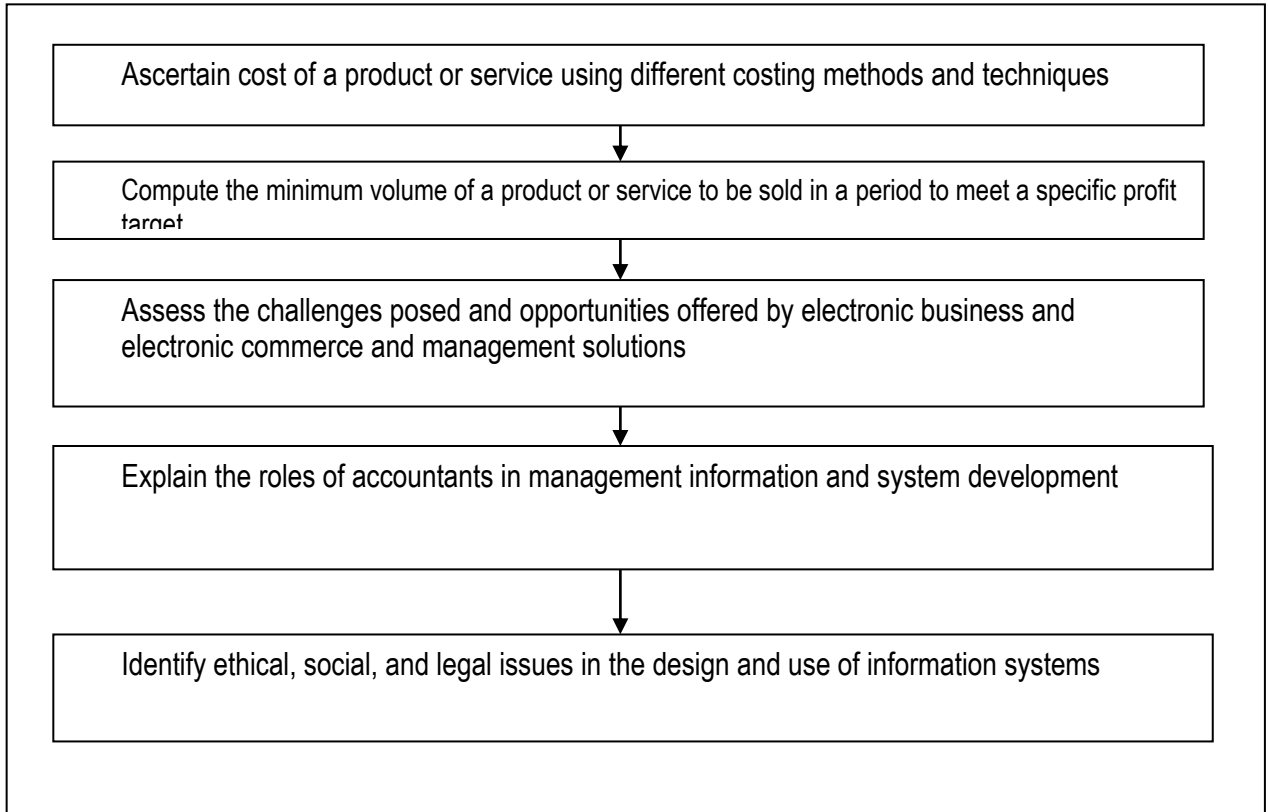 Ascertain cost of a product or service using different costing methods and techniques
Compute the minimum volume of a product or service to be sold in a period to meet a specific profit
target
Assess the challenges posed and opportunities offered by electronic business and
electronic commerce and management solutions
Explain the roles of accountants in management information and system development
Identify ethical, social, and legal issues in the design and use of information systems